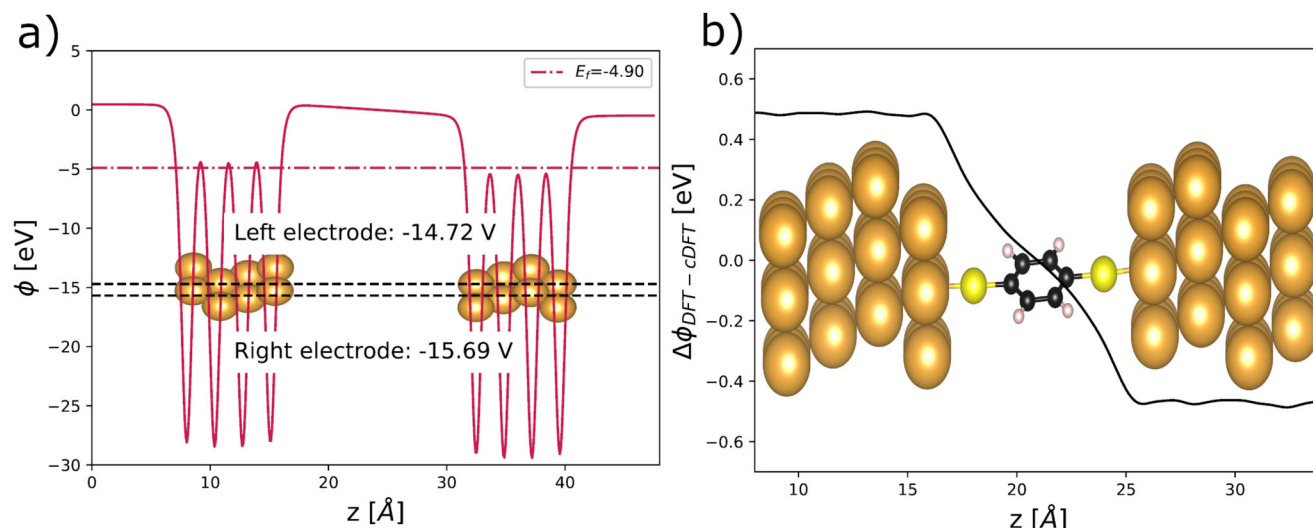 a)
5
0
−5
−10
−15
−20
−25
−30
ϕ [eV]
E_f=-4.90
Left electrode: -14.72 V
Right electrode: -15.69 V
0
10
20
30
40
z [Å]
b)
0.6
0.4
0.2
0.0
−0.2
−0.4
−0.6
Δϕ_{DFT−cDFT} [eV]
10
15
20
25
30
z [Å]